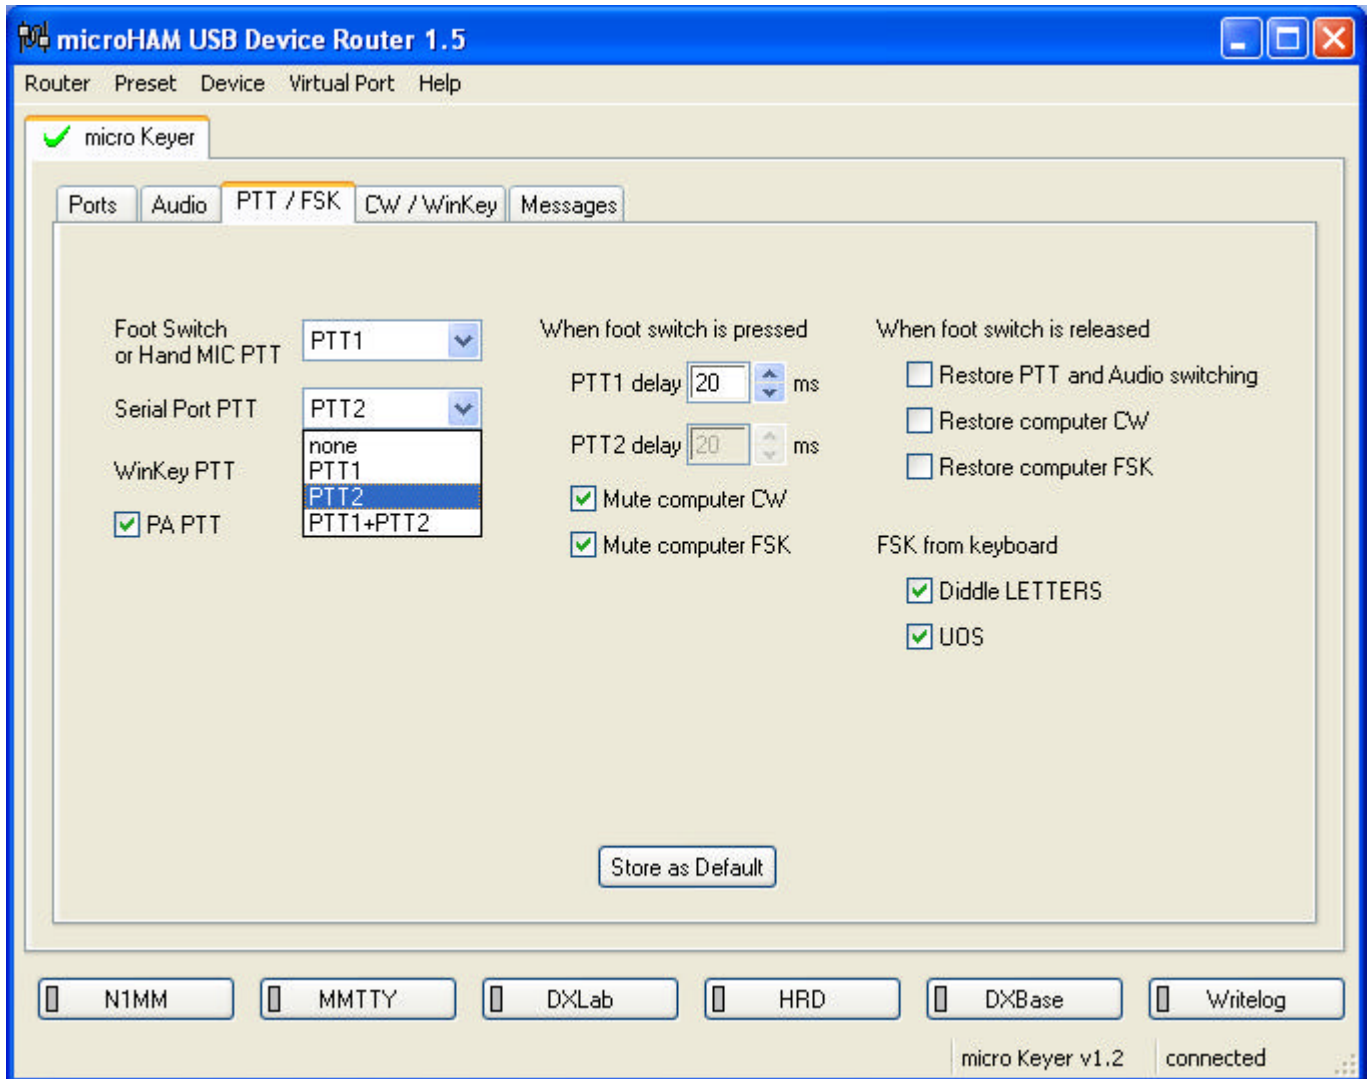 microHAM USB Device Router 1.5
Router Preset Device Virtual Port Help
micro Keyer
Ports Audio PTT / FSK CW / WinKey Messages
Foot Switch
or Hand MIC PTT
PTT1
Serial Port PTT
PTT2
none
PTT1
PTT2
PTT1+PTT2
WinKey PTT
PA PTT
When foot switch is pressed
PTT1 delay 20 ms
PTT2 delay 20 ms
Mute computer CW
Mute computer FSK
When foot switch is released
Restore PTT and Audio switching
Restore computer CW
Restore computer FSK
FSK from keyboard
Diddle LETTERS
UOS
Store as Default
N1MM MMTTY DXLab HRD DXBase Writelog
micro Keyer v1.2 connected